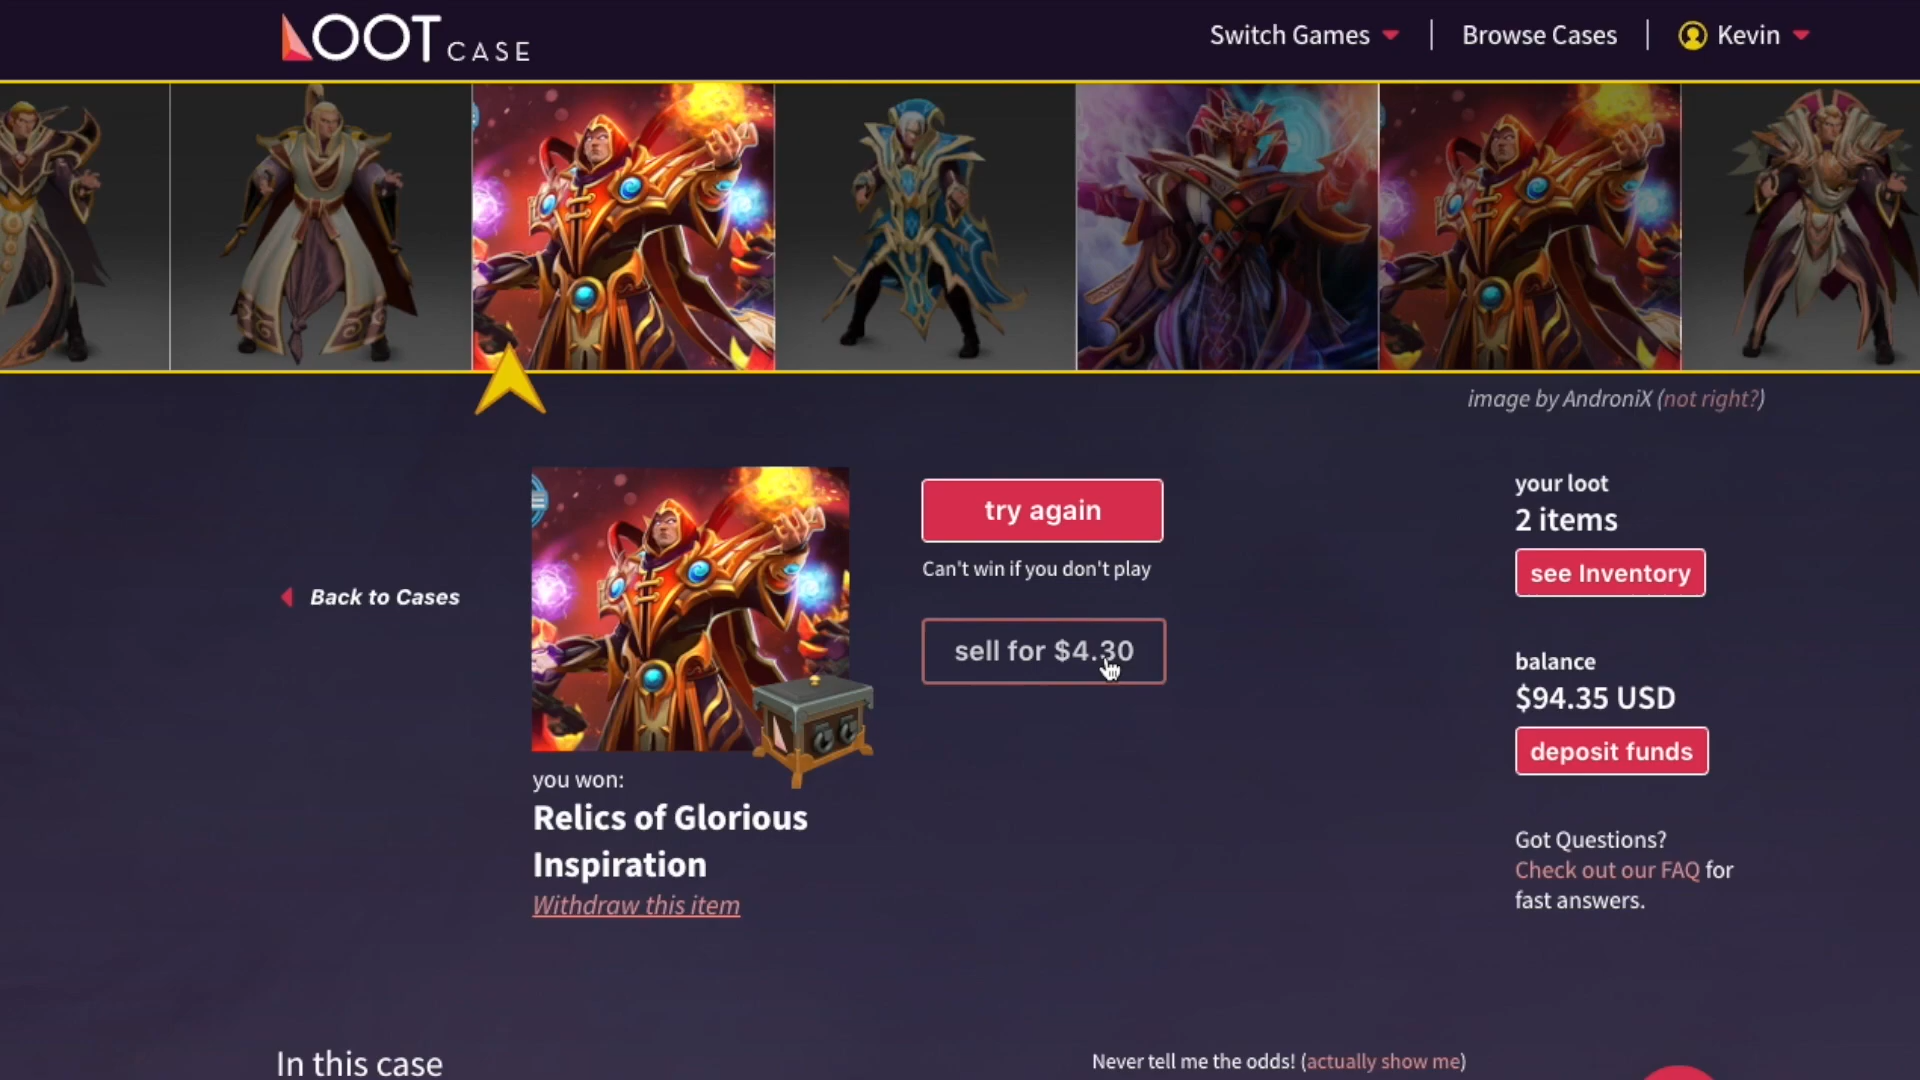 LOOT CASE
Switch Games
Browse Cases
Kevin
image by AndroniX (not right?)
Back to Cases
try again
Can't win if you don't play
sell for $4.30
you won:
Relics of Glorious
Inspiration
Withdraw this item
your loot
2 items
see Inventory
balance
$94.35 USD
deposit funds
Got Questions?
Check out our FAQ for
fast answers.
In this case
Never tell me the odds! (actually show me)